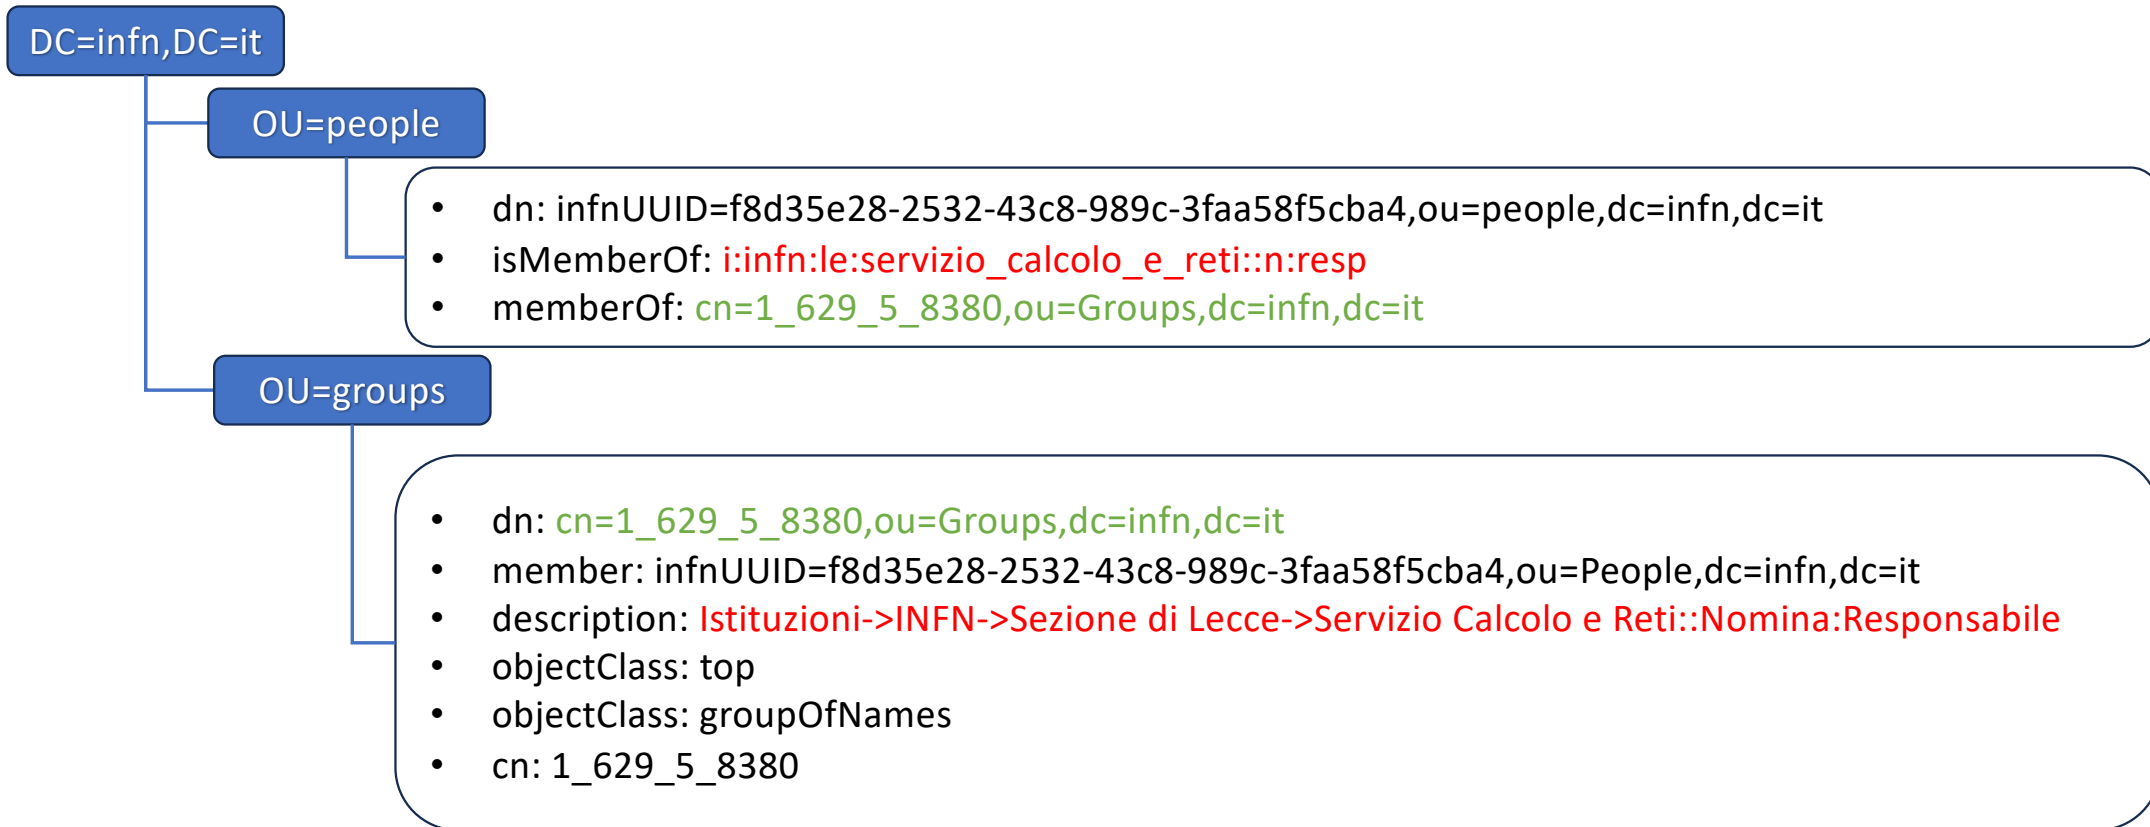 DC=infn,DC=it
OU=people
• dn: infnUUID=f8d35e28-2532-43c8-989c-3faa58f5cba4,ou=people,dc=infn,dc=it
• isMemberOf: i:infn:le:servizio_calcolo_e_reti::n:resp
• memberOf: cn=1_629_5_8380,ou=Groups,dc=infn,dc=it
OU=groups
• dn: cn=1_629_5_8380,ou=Groups,dc=infn,dc=it
• member: infnUUID=f8d35e28-2532-43c8-989c-3faa58f5cba4,ou=People,dc=infn,dc=it
• description: Istituzioni->INFN->Sezione di Lecce->Servizio Calcolo e Reti::Nomina:Responsabile
• objectClass: top
• objectClass: groupOfNames
• cn: 1_629_5_8380